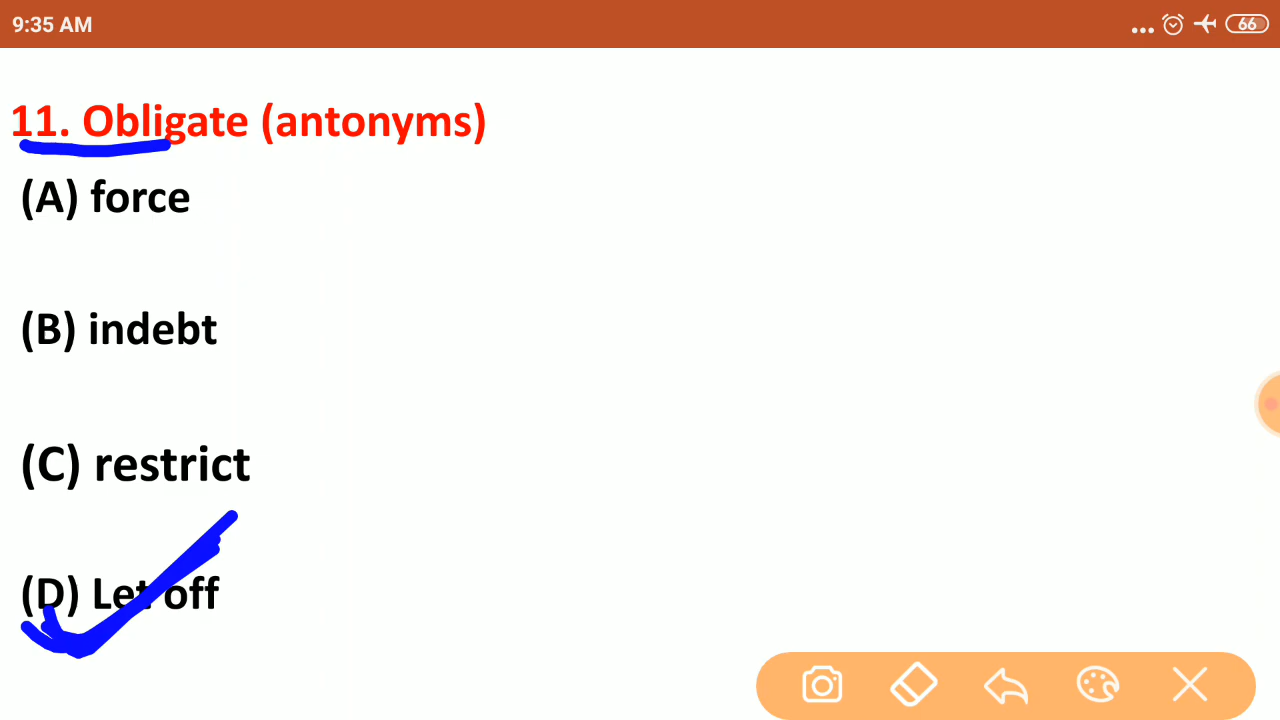 9:35 AM
66
11. Obligate (antonyms)
(A) force
(B) indebt
(C) restrict
(D) Let off